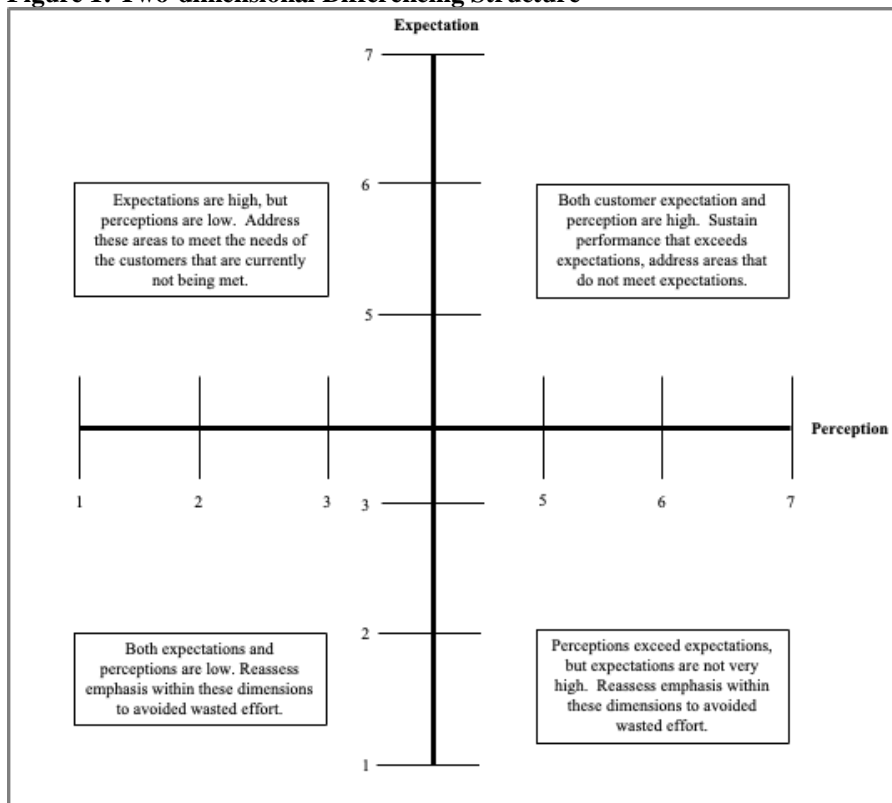 Figure 1: Two-dimensional Differencing Structure
Expectation
7
6
Expectations are high, but
perceptions are low. Address
these areas to meet the needs of
the customers that are currently
not being met.
Both customer expectation and
perception are high. Sustain
performance that exceeds
expectations, address areas that
do not meet expectations.
5
Perception
1
2
3
3
5
6
7
2
Both expectations and
perceptions are low. Reassess
emphasis within these dimensions
to avoided wasted effort.
Perceptions exceed expectations,
but expectations are not very
high. Reassess emphasis within
these dimensions to avoided
wasted effort.
1